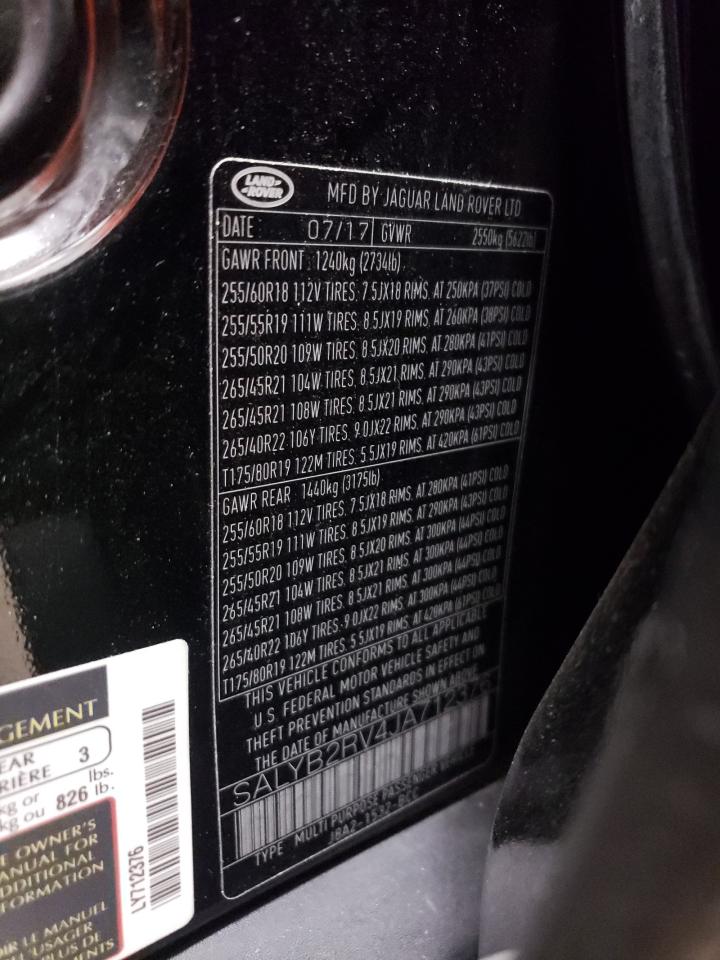 LAND ROVER
MFD BY JAGUAR LAND ROVER LTD
DATE 07/17 GVWR 2550kg (5622lb)
GAWR FRONT 1240kg (2734lb)
255/60R18 112V TIRES, 7.5JX18 RIMS, AT 250KPA (37PSI) COLD
255/55R19 111W TIRES, 8.5JX19 RIMS, AT 260KPA (38PSI) COLD
255/50R20 109W TIRES, 8.5JX20 RIMS, AT 280KPA (41PSI) COLD
265/45R21 104W TIRES, 8.5JX21 RIMS, AT 290KPA (43PSI) COLD
265/45R21 108W TIRES, 8.5JX21 RIMS, AT 290KPA (43PSI) COLD
265/40R22 106Y TIRES, 9.0JX22 RIMS, AT 290KPA (43PSI) COLD
T175/80R19 122M TIRES, 5.5JX19 RIMS, AT 420KPA (61PSI) COLD
GAWR REAR 1440kg (3175lb)
255/60R18 112V TIRES, 7.5JX18 RIMS, AT 280KPA (41PSI) COLD
255/55R19 111W TIRES, 8.5JX19 RIMS, AT 290KPA (43PSI) COLD
255/50R20 109W TIRES, 8.5JX20 RIMS, AT 300KPA (44PSI) COLD
265/45R21 104W TIRES, 8.5JX21 RIMS, AT 300KPA (44PSI) COLD
265/45R21 108W TIRES, 8.5JX21 RIMS, AT 300KPA (44PSI) COLD
265/40R22 106Y TIRES, 9.0JX22 RIMS, AT 300KPA (44PSI) COLD
T175/80R19 122M TIRES, 5.5JX19 RIMS, AT 420KPA (61PSI) COLD
THIS VEHICLE CONFORMS TO ALL APPLICABLE
U.S. FEDERAL MOTOR VEHICLE SAFETY AND
THEFT PREVENTION STANDARDS IN EFFECT ON
THE DATE OF MANUFACTURE SHOWN ABOVE
SALYB2RV4JA712376
TYPE MULTI PURPOSE PASSENGER VEHICLE
GEMENT
EAR 3
RIÈRE
kg or lbs.
kg ou 826 lb.
E OWNER'S
ANUAL FOR
DDITIONAL
FORMATION
OIR LE MANUEL
L'USAGER
PLUS DE
MENTS
LY712376